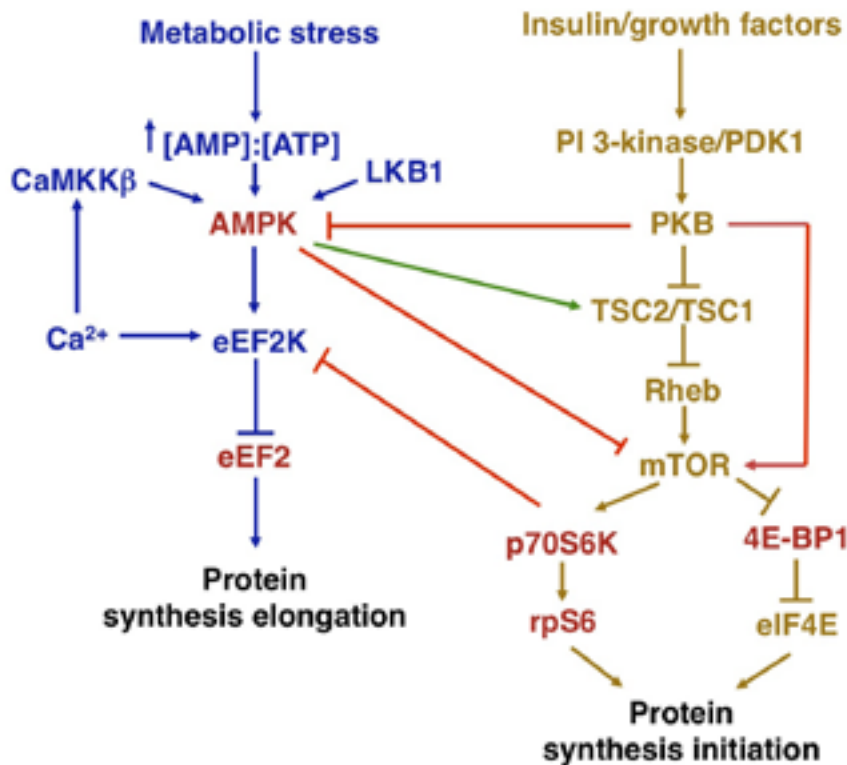 Metabolic stress
Insulin/growth factors
[AMP]:[ATP]
PI 3-kinase/PDK1
CaMKKβ
LKB1
AMPK
PKB
TSC2/TSC1
Ca²⁺
eEF2K
Rheb
eEF2
mTOR
p70S6K
4E-BP1
Protein
synthesis elongation
rpS6
eIF4E
Protein
synthesis initiation